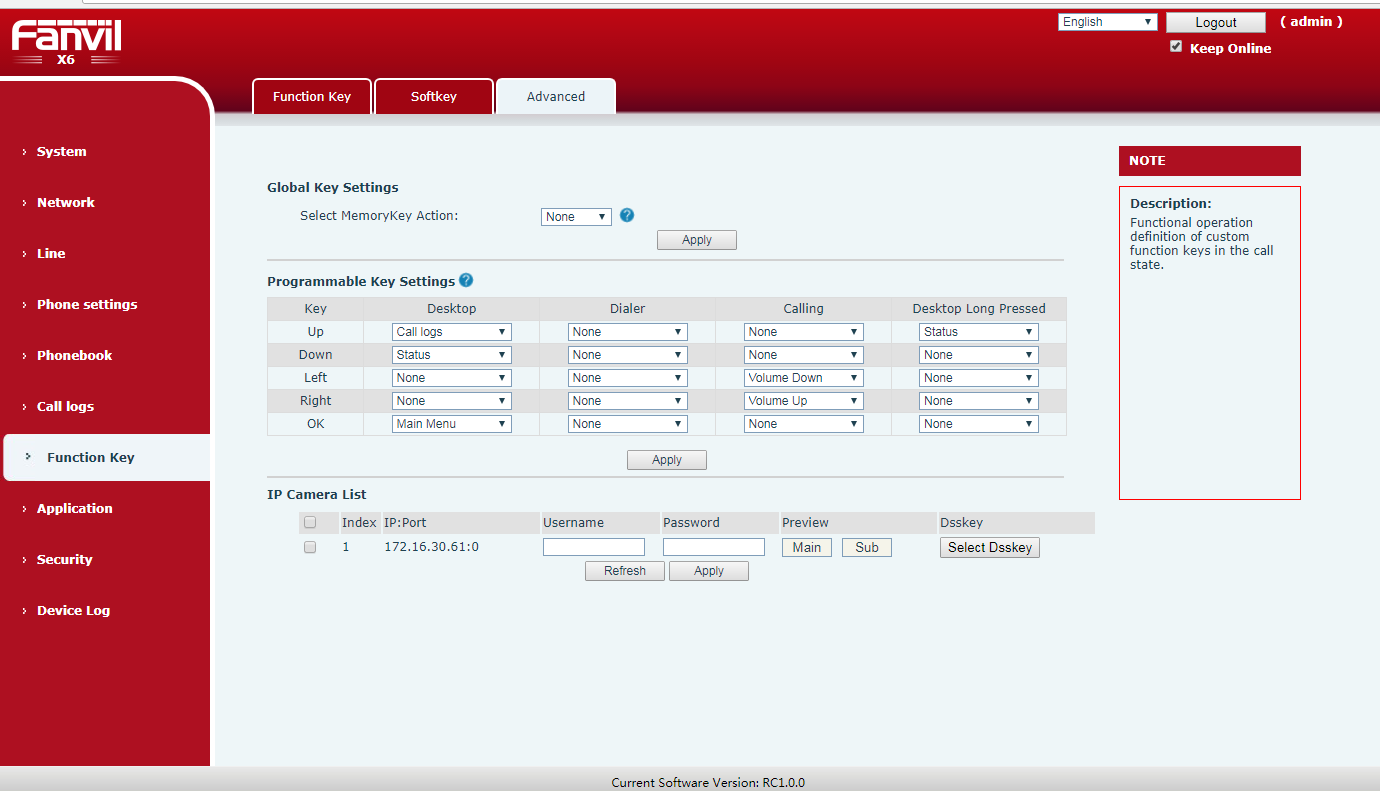 Fanvil
X6
English
Logout
( admin )
Keep Online
Function Key
Softkey
Advanced
› System
› Network
› Line
› Phone settings
› Phonebook
› Call logs
› Function Key
› Application
› Security
› Device Log
Global Key Settings
Select MemoryKey Action: None ?
Apply
Programmable Key Settings ?
Key Desktop Dialer Calling Desktop Long Pressed
Up Call logs None None Status
Down Status None None None
Left None None Volume Down None
Right None None Volume Up None
OK Main Menu None None None
Apply
IP Camera List
Index IP:Port Username Password Preview Dsskey
1 172.16.30.61:0 Main Sub Select Dsskey
Refresh Apply
NOTE
Description:
Functional operation
definition of custom
function keys in the call
state.
Current Software Version: RC1.0.0